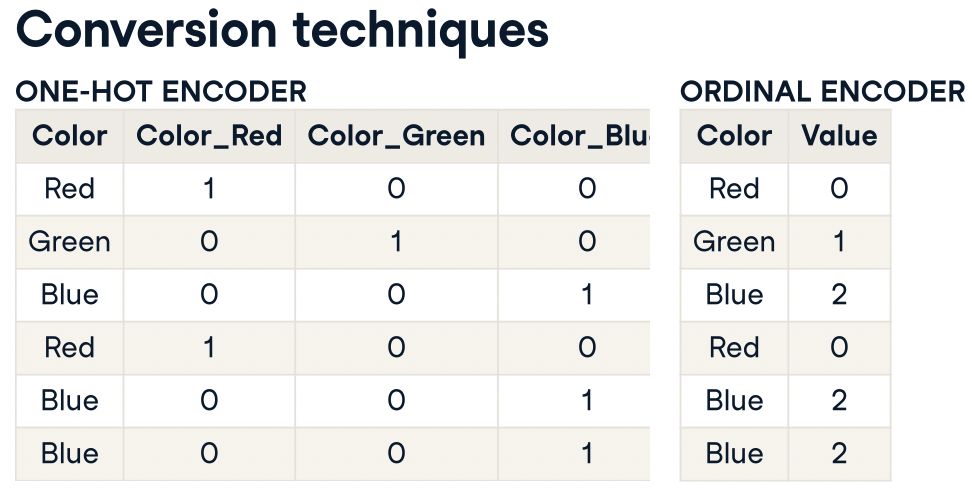 Conversion techniques
ONE-HOT ENCODER
Color Color_Red Color_Green Color_Blu
Red 1 0 0
Green 0 1 0
Blue 0 0 1
Red 1 0 0
Blue 0 0 1
Blue 0 0 1
ORDINAL ENCODER
Color Value
Red 0
Green 1
Blue 2
Red 0
Blue 2
Blue 2